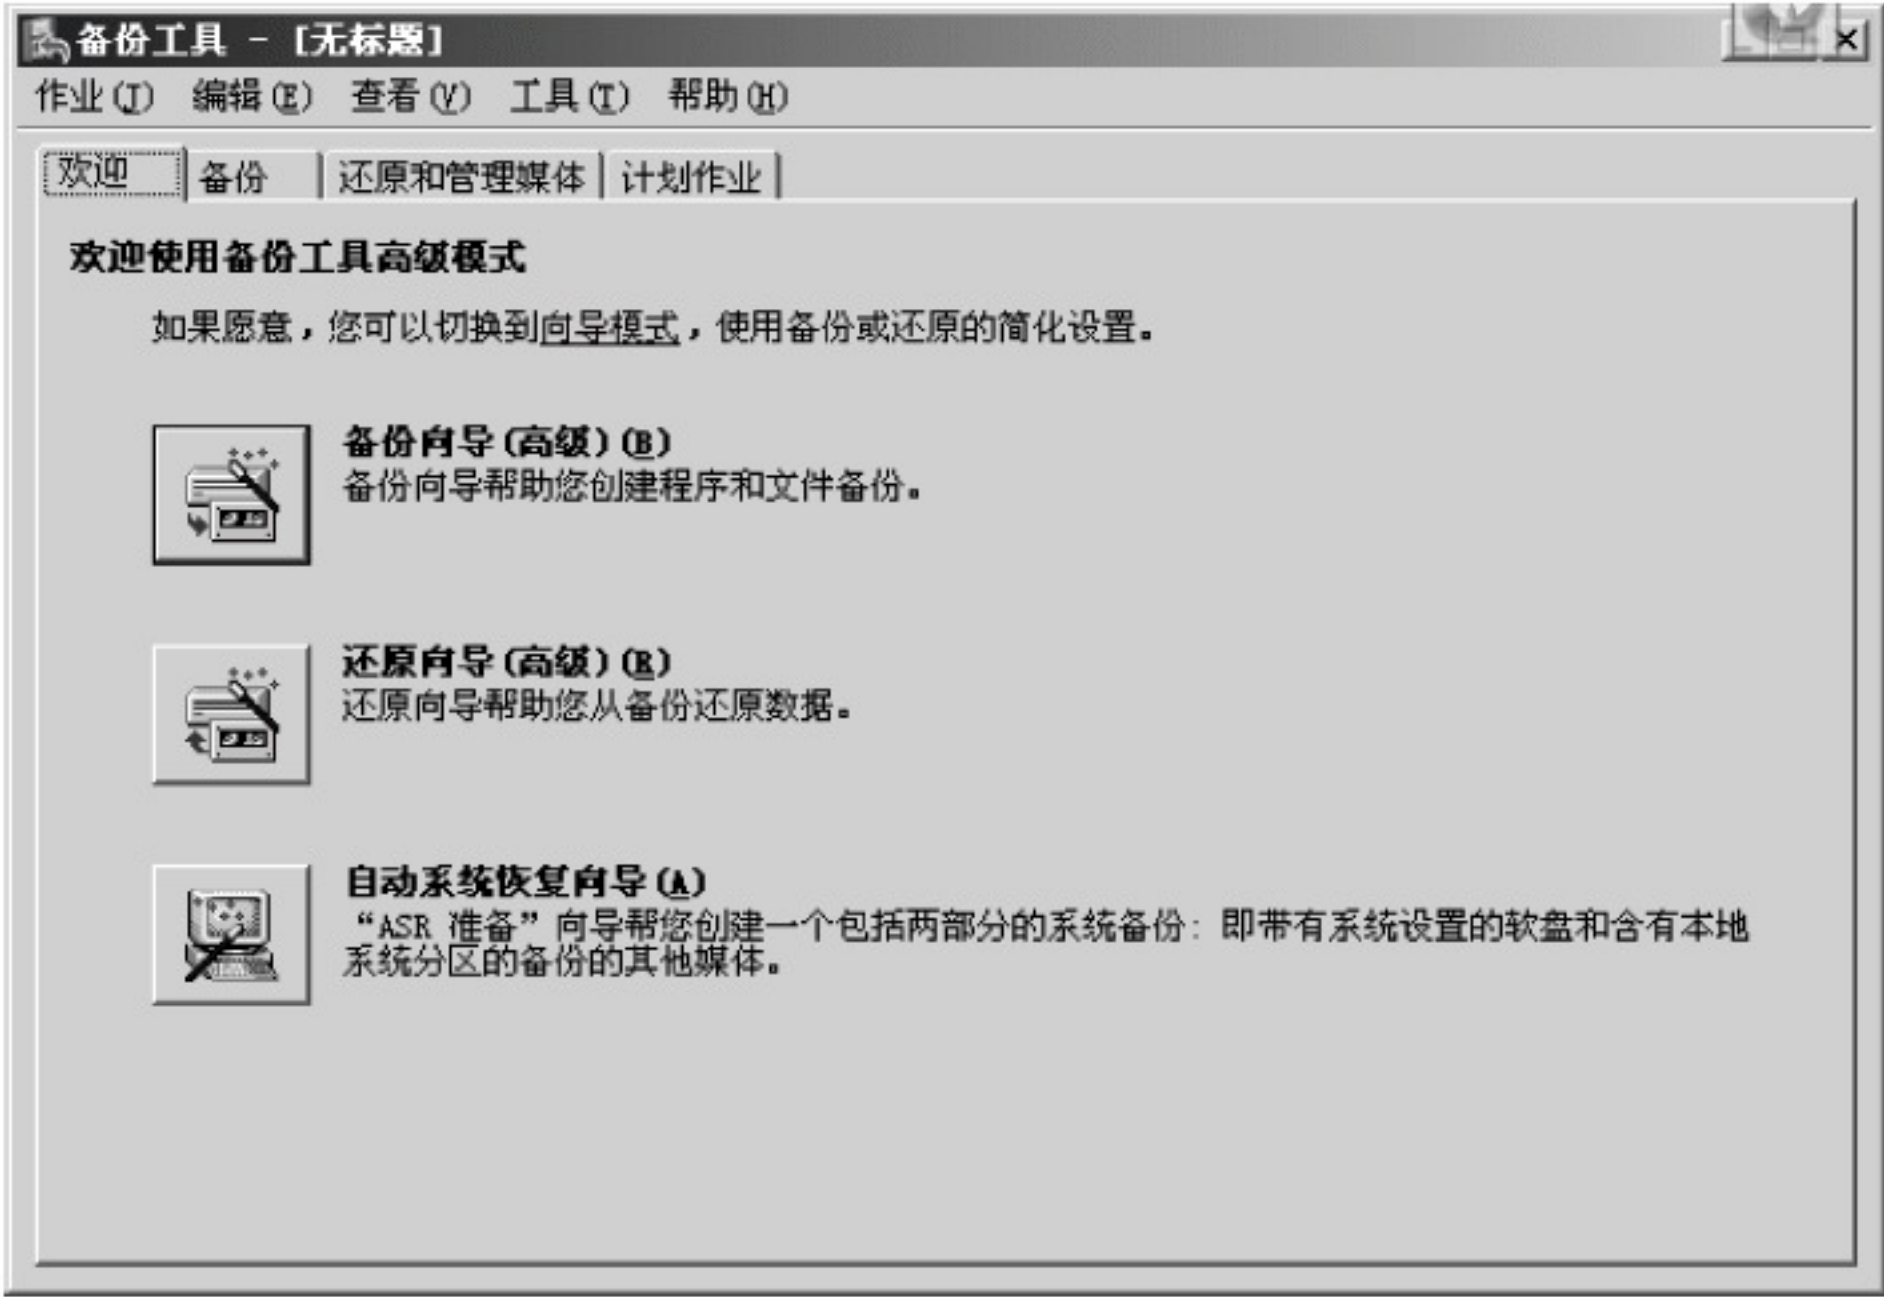 备份工具 - [无标题]
作业(J) 编辑(E) 查看(V) 工具(T) 帮助(H)
欢迎 备份 还原和管理媒体 计划作业
欢迎使用备份工具高级模式
如果愿意，您可以切换到向导模式，使用备份或还原的简化设置。
备份向导(高级)(B)
备份向导帮助您创建程序和文件备份。
还原向导(高级)(R)
还原向导帮助您从备份还原数据。
自动系统恢复向导(A)
“ASR 准备”向导帮您创建一个包括两部分的系统备份: 即带有系统设置的软盘和含有本地
系统分区的备份的其他媒体。